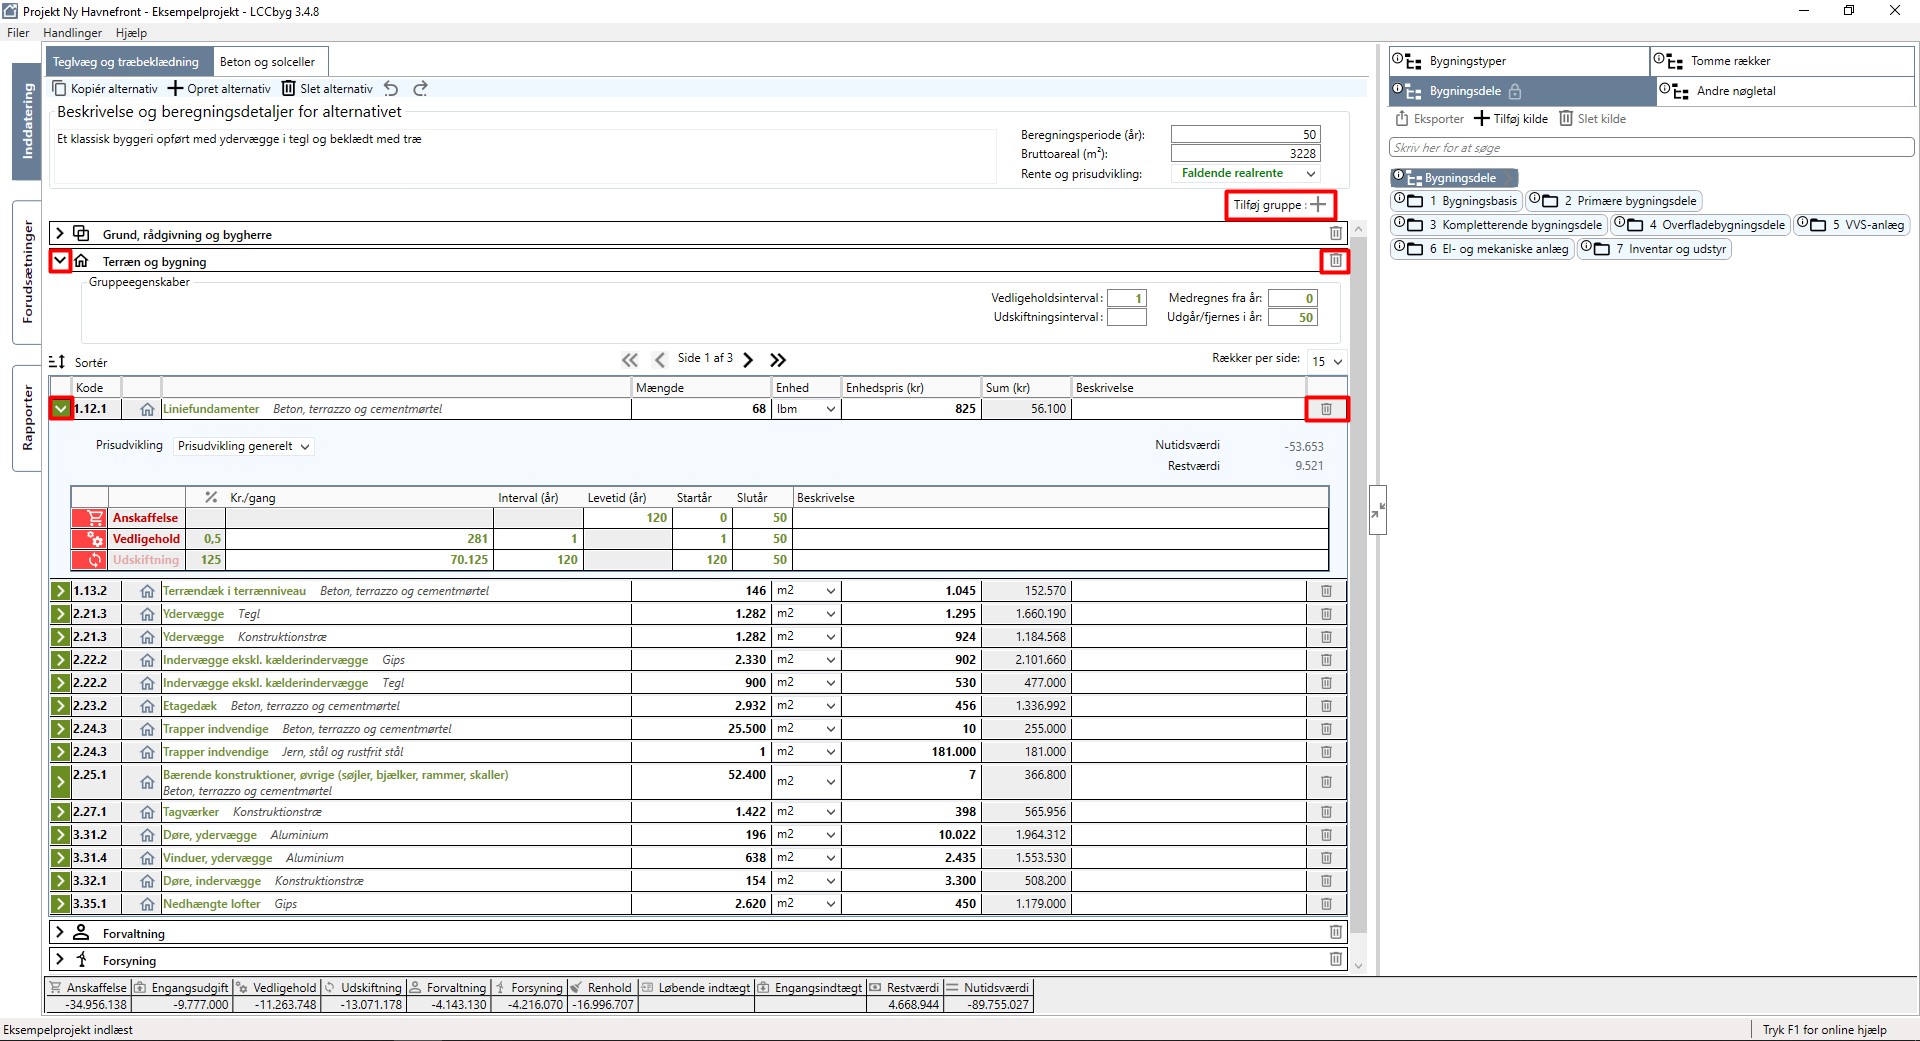 Projekt Ny Havnefront - Eksempelprojekt - LCCbyg 3.4.8
Filer Handlinger Hjælp
Inddatering
Forudsætninger
Rapporter
Teglvæg og træbeklædning Beton og solceller
Kopiér alternativ Opret alternativ Slet alternativ
Beskrivelse og beregningsdetaljer for alternativet
Et klassisk byggeri opført med ydervægge i tegl og beklædt med træ
Beregningsperiode (år): 50
Bruttoareal (m²): 3228
Rente og prisudvikling: Faldende realrente
Tilføj gruppe :
Grund, rådgivning og bygherre
Terræn og bygning
Gruppeegenskaber
Vedligeholdsinterval: 1 Medregnes fra år: 0
Udskiftningsinterval: Udgår/fjernes i år: 50
Sortér Side 1 af 3 Rækker per side: 15
Kode Mængde Enhed Enhedspris (kr) Sum (kr) Beskrivelse
1.12.1 Liniefundamenter Beton, terrazzo og cementmørtel 68 lbm 825 56.100
Prisudvikling Prisudvikling generelt Nutidsværdi -53.653
Restværdi 9.521
% Kr./gang Interval (år) Levetid (år) Startår Slutår Beskrivelse
Anskaffelse 120 0 50
Vedligehold 0,5 281 1 1 50
Udskiftning 125 70.125 120 120 50
1.13.2 Terrændæk i terrænniveau Beton, terrazzo og cementmørtel 146 m2 1.045 152.570
2.21.3 Ydervægge Tegl 1.282 m2 1.295 1.660.190
2.21.3 Ydervægge Konstruktionstræ 1.282 m2 924 1.184.568
2.22.2 Indervægge ekskl. kælderindervægge Gips 2.330 m2 902 2.101.660
2.22.2 Indervægge ekskl. kælderindervægge Tegl 900 m2 530 477.000
2.23.2 Etagedæk Beton, terrazzo og cementmørtel 2.932 m2 456 1.336.992
2.24.3 Trapper indvendige Beton, terrazzo og cementmørtel 25.500 m2 10 255.000
2.24.3 Trapper indvendige Jern, stål og rustfrit stål 1 m2 181.000 181.000
2.25.1 Bærende konstruktioner, øvrige (søjler, bjælker, rammer, skaller) 52.400 m2 7 366.800
Beton, terrazzo og cementmørtel
2.27.1 Tagværker Konstruktionstræ 1.422 m2 398 565.956
3.31.2 Døre, ydervægge Aluminium 196 m2 10.022 1.964.312
3.31.4 Vinduer, ydervægge Aluminium 638 m2 2.435 1.553.530
3.32.1 Døre, indervægge Konstruktionstræ 154 m2 3.300 508.200
3.35.1 Nedhængte lofter Gips 2.620 m2 450 1.179.000
Forvaltning
Forsyning
Anskaffelse Engangsudgift Vedligehold Udskiftning Forvaltning Forsyning Renhold Løbende indtægt Engangsindtægt Restværdi Nutidsværdi
-34.956.138 -9.777.000 -11.263.748 -13.071.178 -4.143.130 -4.216.070 -16.996.707 4.668.944 -89.755.027
Bygningstyper Tomme rækker
Bygningsdele Andre nøgletal
Eksporter Tilføj kilde Slet kilde
Skriv her for at søge
Bygningsdele
1 Bygningsbasis 2 Primære bygningsdele
3 Kompletterende bygningsdele 4 Overfladebygningsdele 5 VVS-anlæg
6 El- og mekaniske anlæg 7 Inventar og udstyr
Eksempelprojekt indlæst Tryk F1 for online hjælp